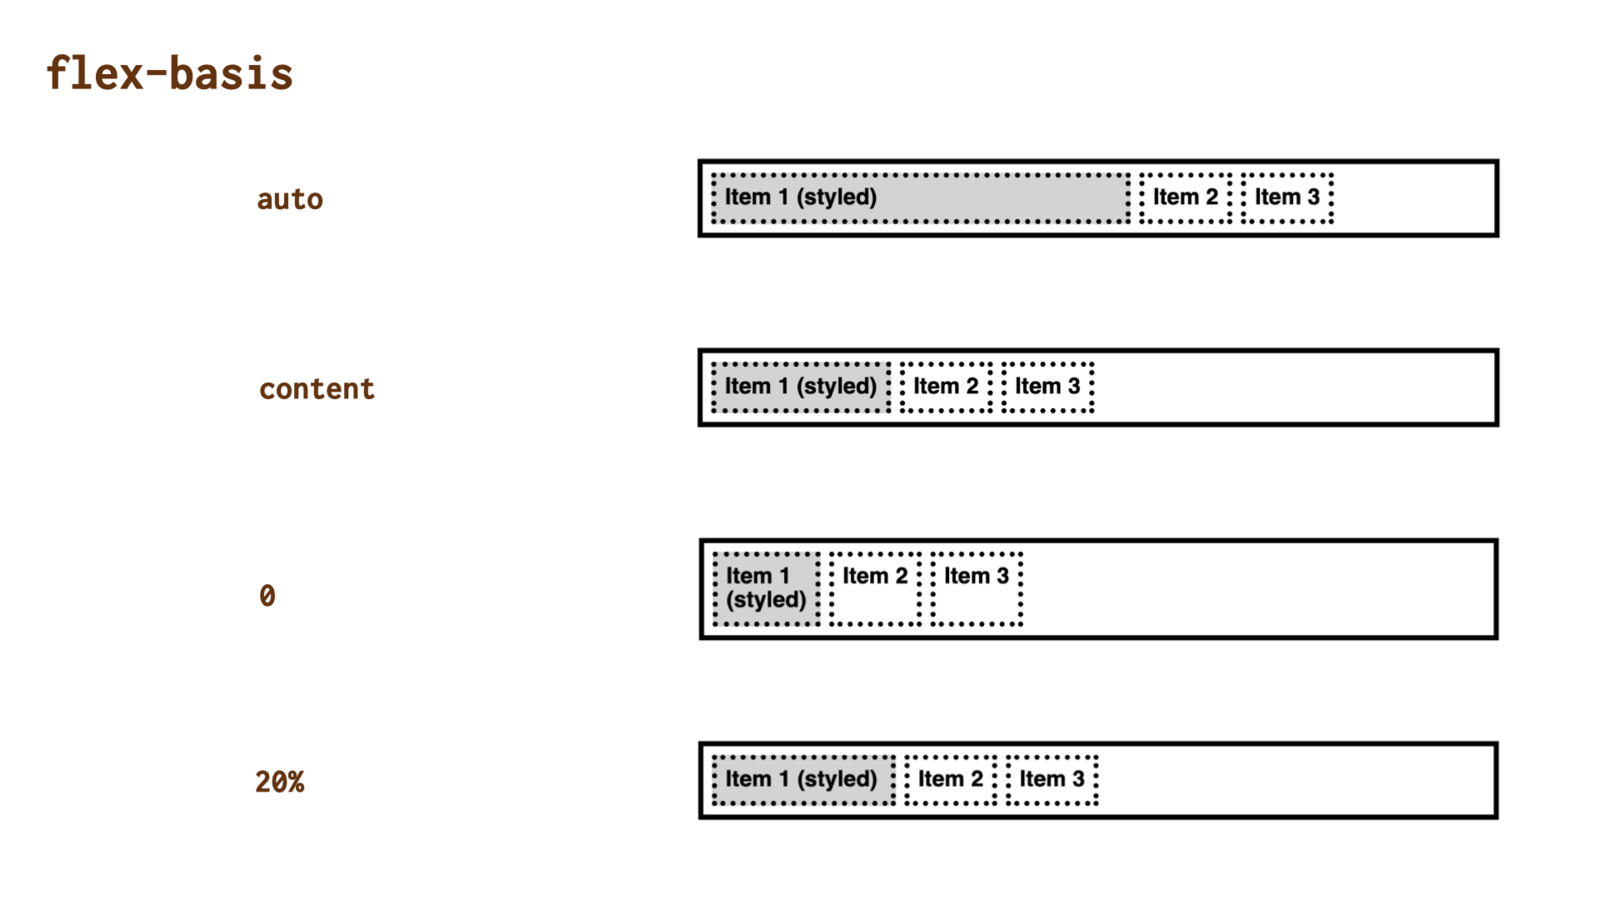 flex-basis
auto
Item 1 (styled) Item 2 Item 3
content
Item 1 (styled) Item 2 Item 3
0
Item 1 Item 2 Item 3
(styled)
20%
Item 1 (styled) Item 2 Item 3